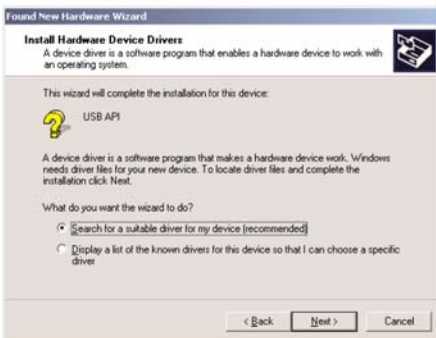 Found New Hardware Wizard
Install Hardware Device Drivers
A device driver is a software program that enables a hardware device to work with
an operating system.
This wizard will complete the installation for this device:
USB API
A device driver is a software program that makes a hardware device work. Windows
needs driver files for your new device. To locate driver files and complete the
installation click Next.
What do you want the wizard to do?
Search for a suitable driver for my device (recommended)
Display a list of the known drivers for this device so that I can choose a specific
driver
< Back
Next >
Cancel